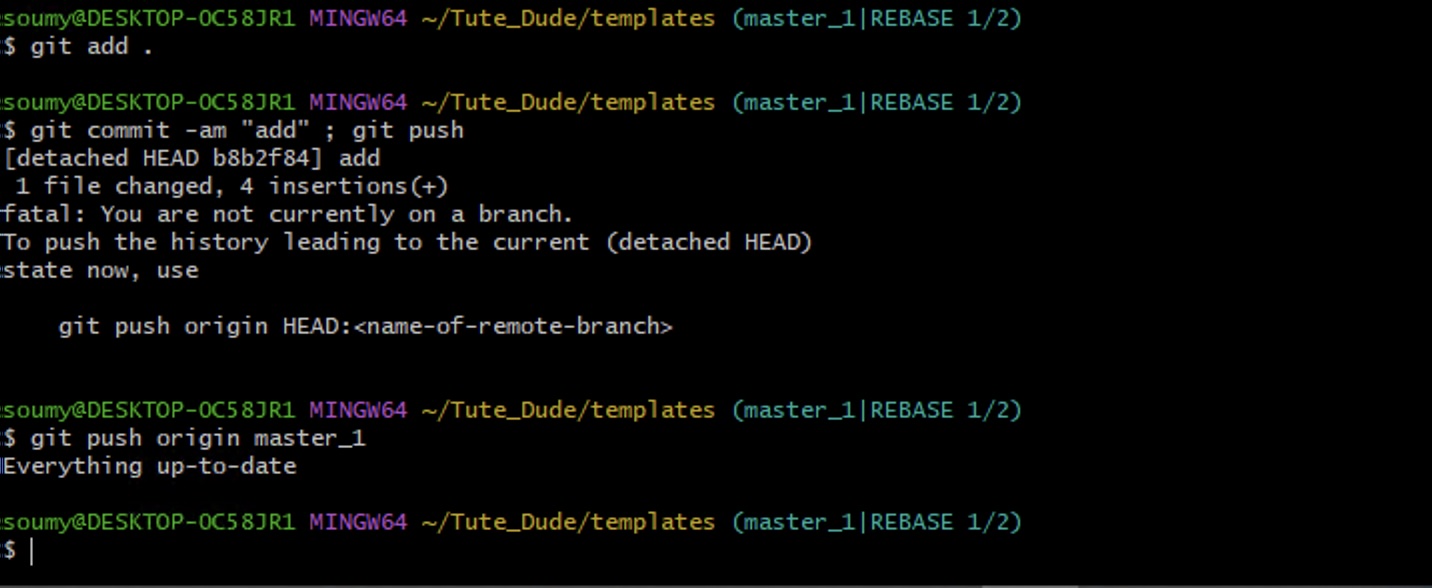 soumy@DESKTOP-OC58JR1 MINGW64 ~/Tute_Dude/templates (master_1|REBASE 1/2)
$ git add .
soumy@DESKTOP-OC58JR1 MINGW64 ~/Tute_Dude/templates (master_1|REBASE 1/2)
$ git commit -am "add" ; git push
[detached HEAD b8b2f84] add
1 file changed, 4 insertions(+)
fatal: You are not currently on a branch.
To push the history leading to the current (detached HEAD)
state now, use
git push origin HEAD:<name-of-remote-branch>
soumy@DESKTOP-OC58JR1 MINGW64 ~/Tute_Dude/templates (master_1|REBASE 1/2)
$ git push origin master_1
Everything up-to-date
soumy@DESKTOP-OC58JR1 MINGW64 ~/Tute_Dude/templates (master_1|REBASE 1/2)
$